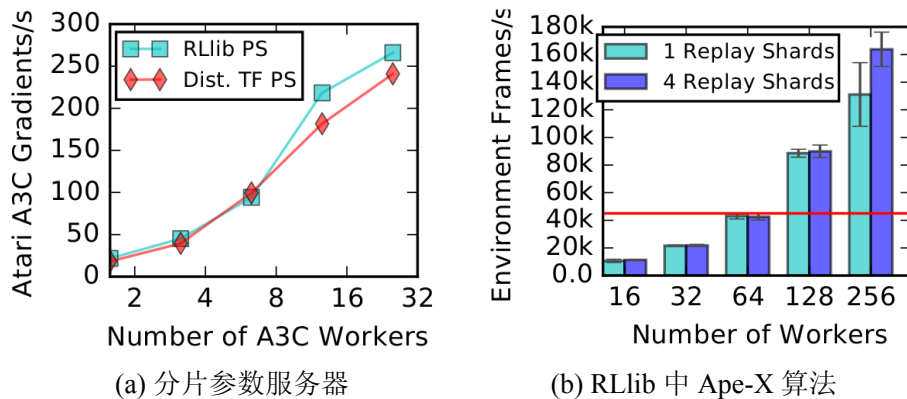 300
250
200
150
100
50
0
Atari A3C Gradients/s
RLlib PS
Dist. TF PS
2 4 8 16 32
Number of A3C Workers
(a) 分片参数服务器
180k
160k
140k
120k
100k
80k
60k
40k
20k
0.0
Environment Frames/s
1 Replay Shards
4 Replay Shards
16 32 64 128 256
Number of Workers
(b) RLlib 中 Ape-X 算法